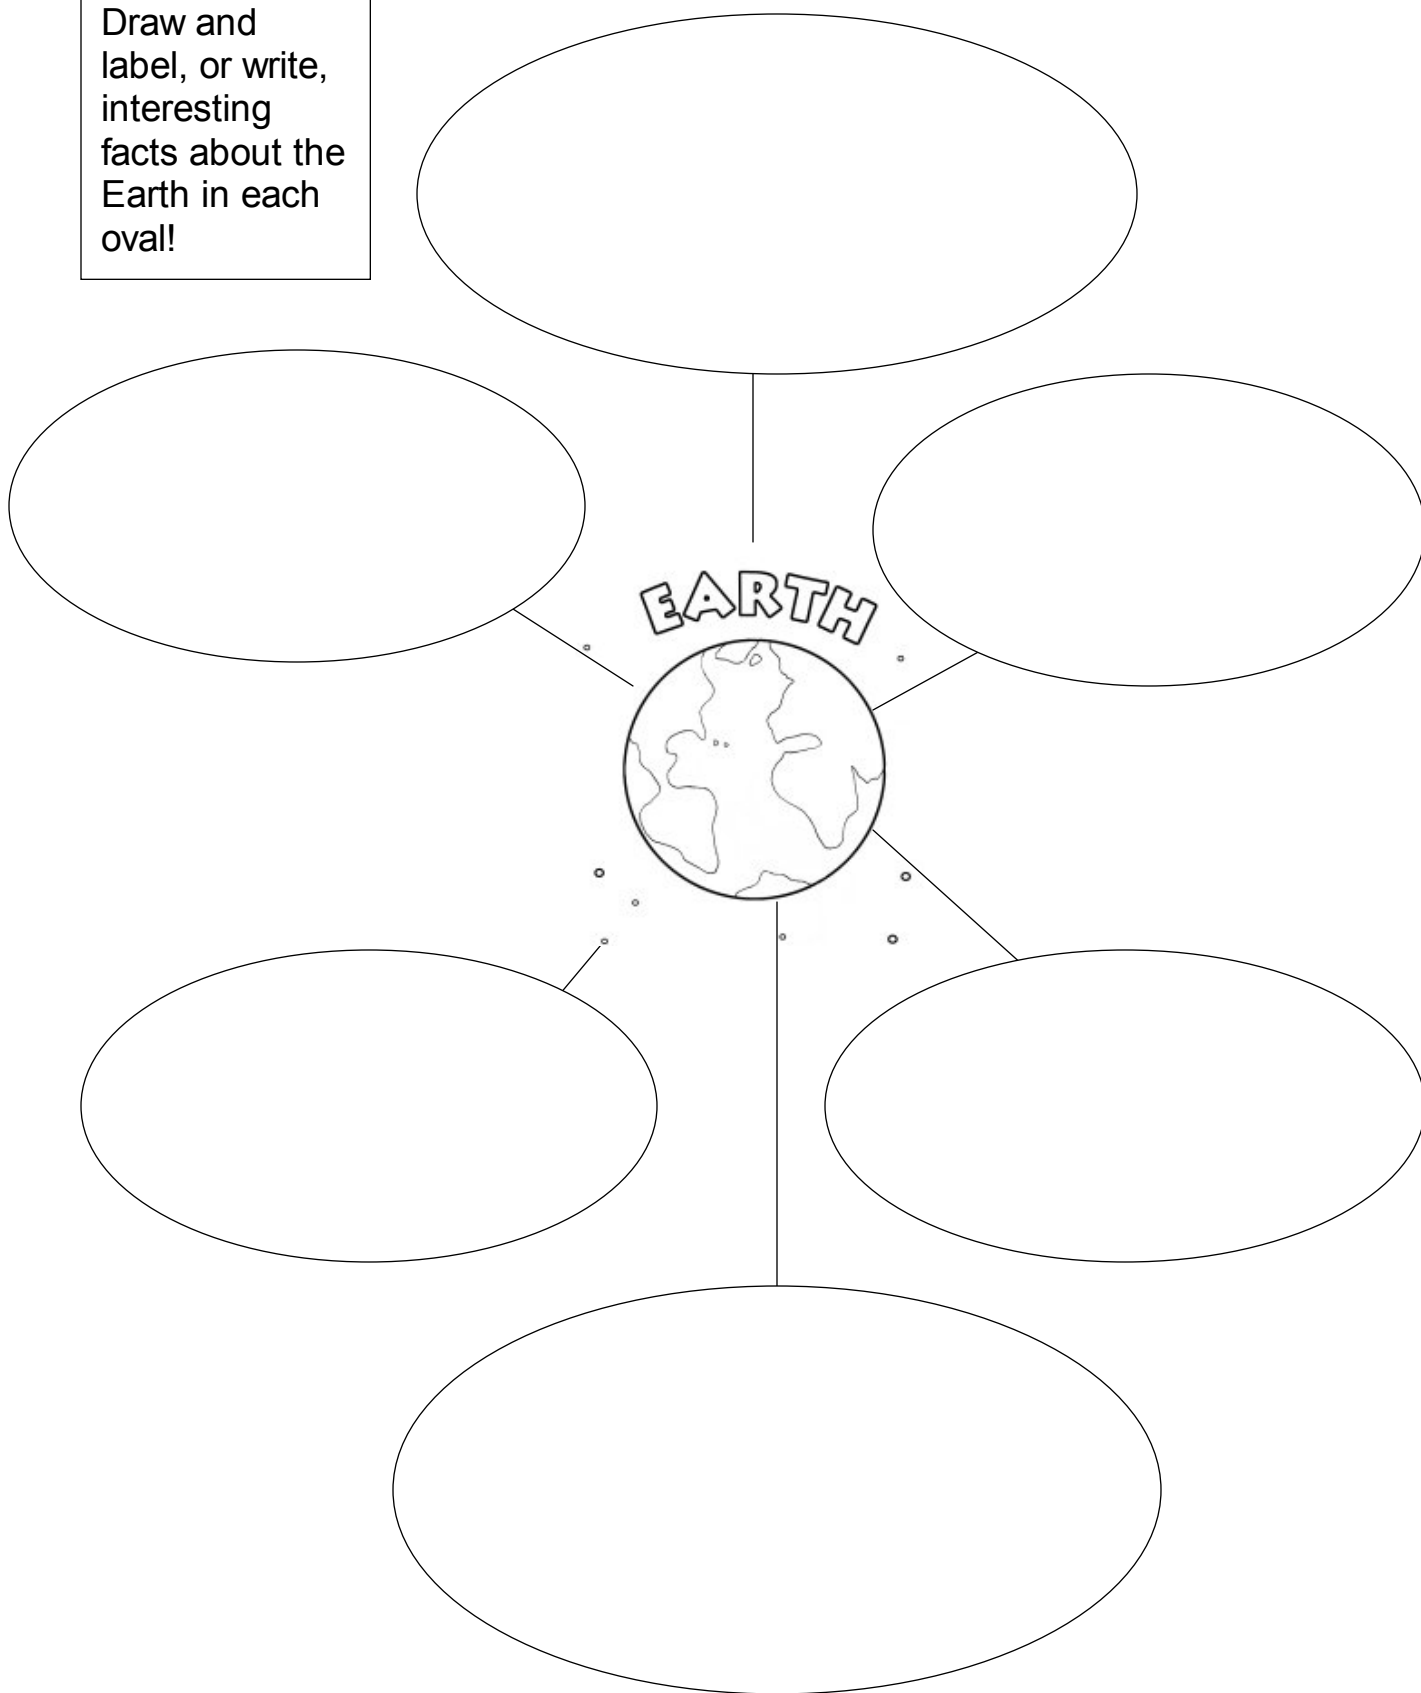 Draw and
label, or write,
interesting
facts about the
Earth in each
oval!
EARTH